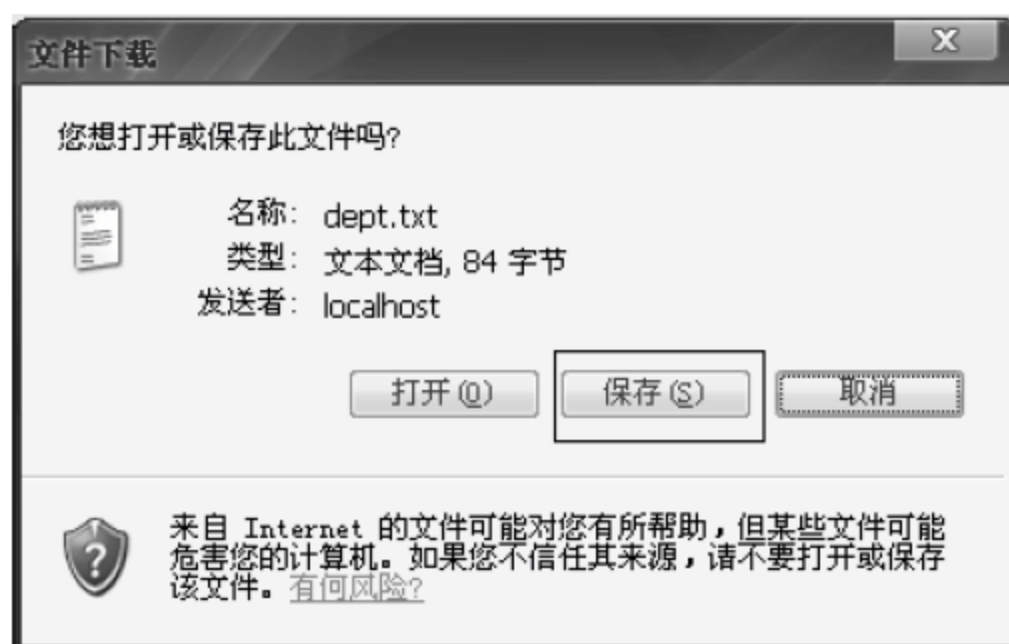 文件下载
X
您想打开或保存此文件吗?
名称: dept.txt
类型: 文本文档, 84 字节
发送者: localhost
打开(O) 保存(S) 取消
来自 Internet 的文件可能对您有所帮助，但某些文件可能
危害您的计算机。如果您不信任其来源，请不要打开或保存
该文件。有何风险?